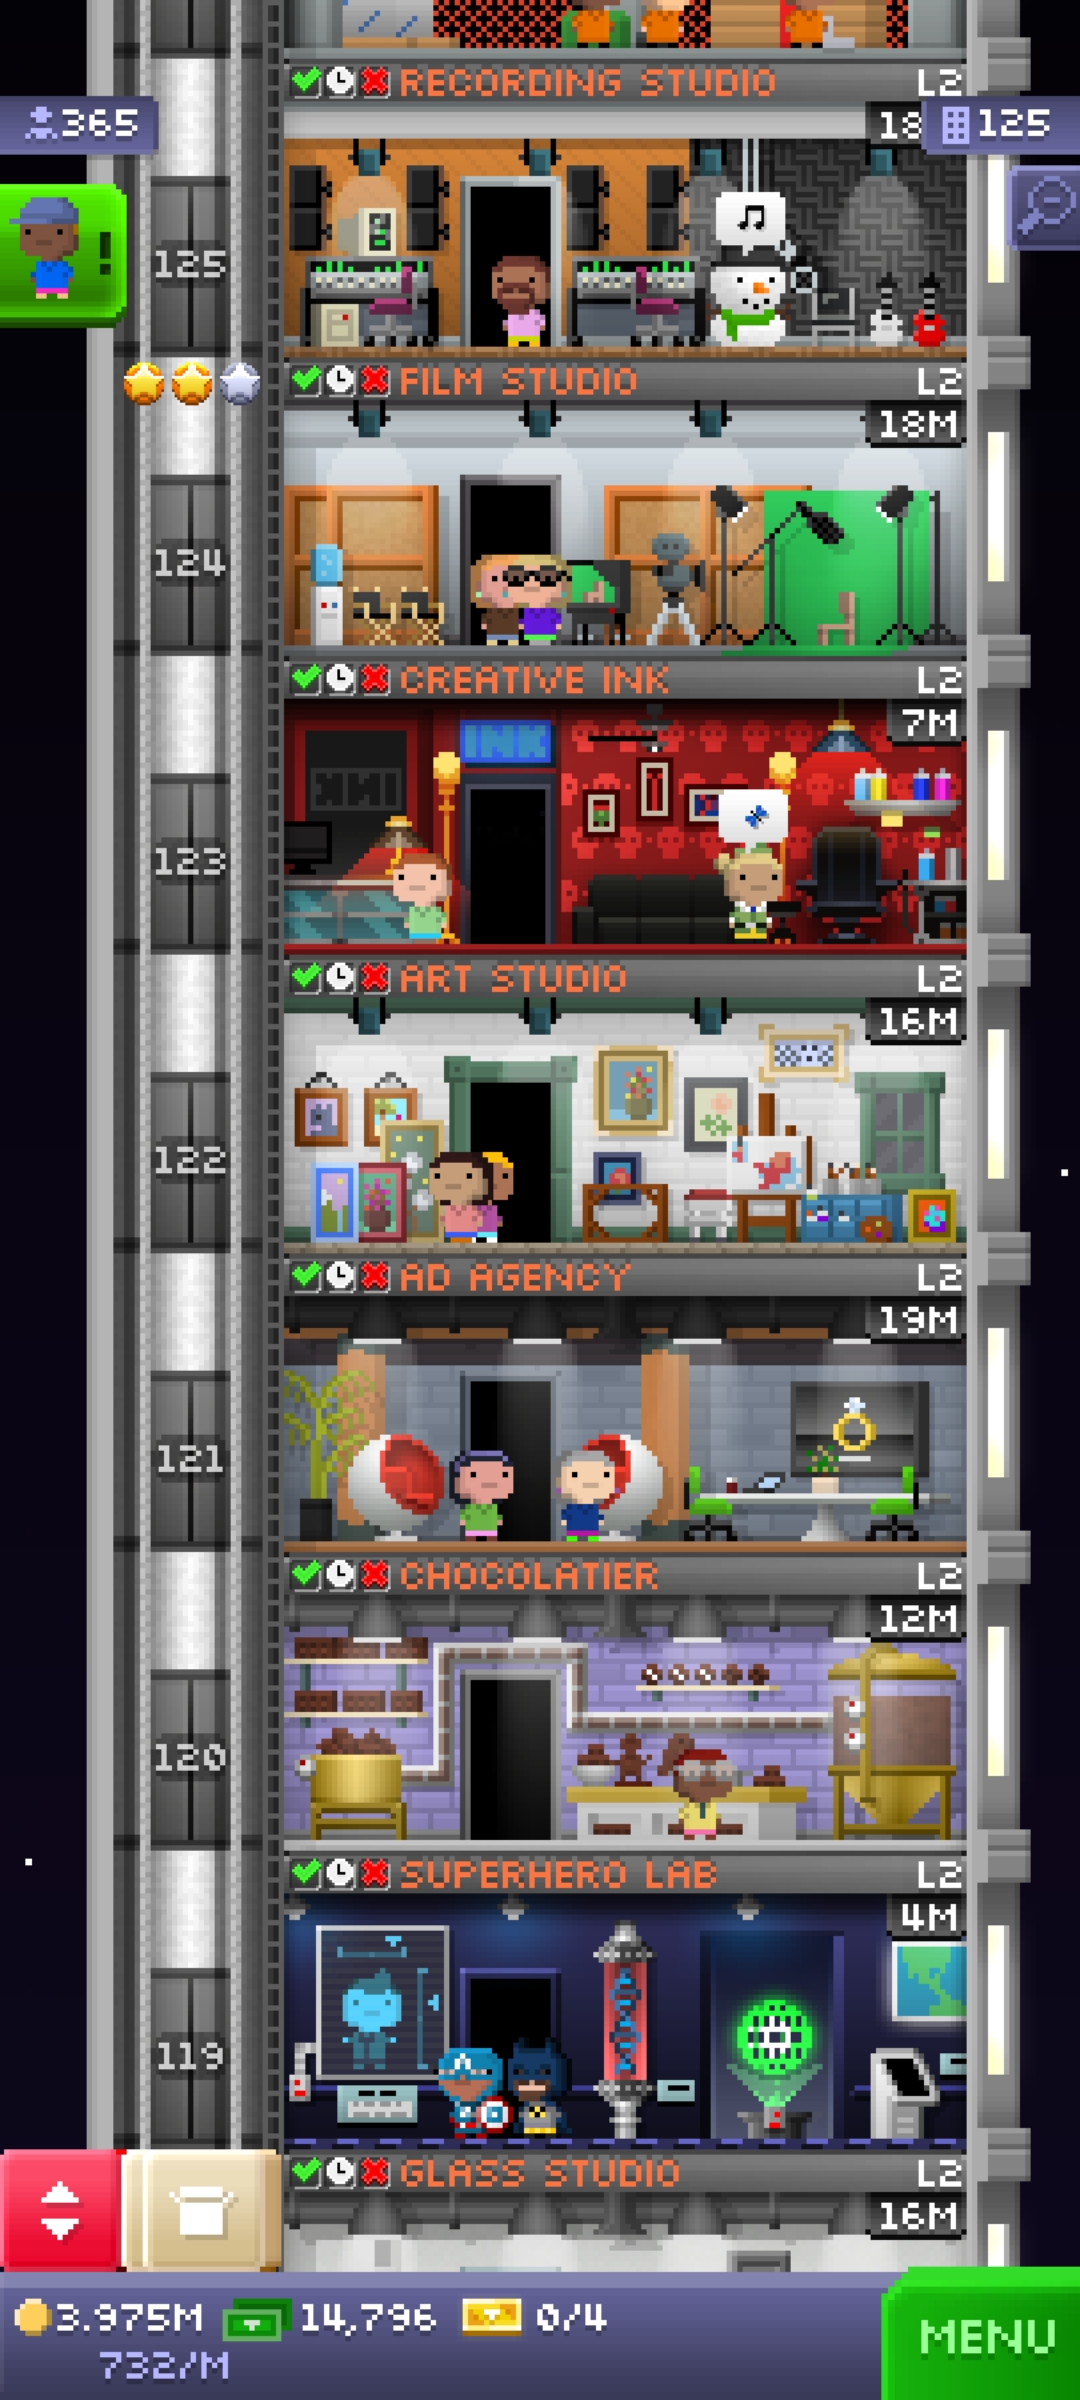 RECORDING STUDIO L2
365
18
125
125
FILM STUDIO L2
18M
124
CREATIVE INK L2
7M
INK
123
ART STUDIO L2
16M
122
AD AGENCY L2
19M
121
CHOCOLATIER L2
12M
120
SUPERHERO LAB L2
4M
119
GLASS STUDIO L2
16M
3.975M 14,796 0/4
732/M
MENU